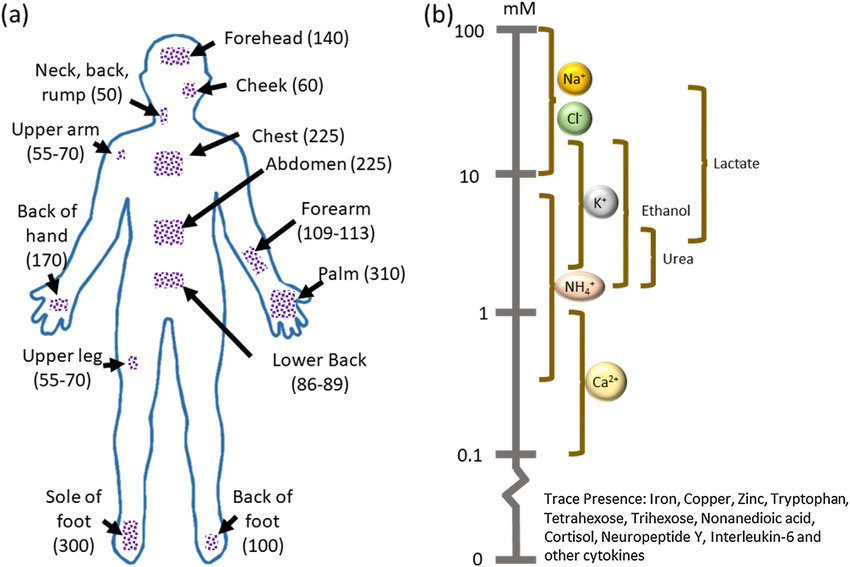 (a)
Forehead (140)
Neck, back,
rump (50)
Cheek (60)
Upper arm
(55-70)
Chest (225)
Abdomen (225)
Back of
hand
(170)
Forearm
(109-113)
Palm (310)
Upper leg
(55-70)
Lower Back
(86-89)
Sole of
foot
(300)
Back of
foot
(100)
(b)
mM
100
10
1
0.1
0
Na⁺
Cl⁻
K⁺
NH₄⁺
Ca²⁺
Ethanol
Urea
Lactate
Trace Presence: Iron, Copper, Zinc, Tryptophan,
Tetrahexose, Trihexose, Nonanedioic acid,
Cortisol, Neuropeptide Y, Interleukin-6 and
other cytokines